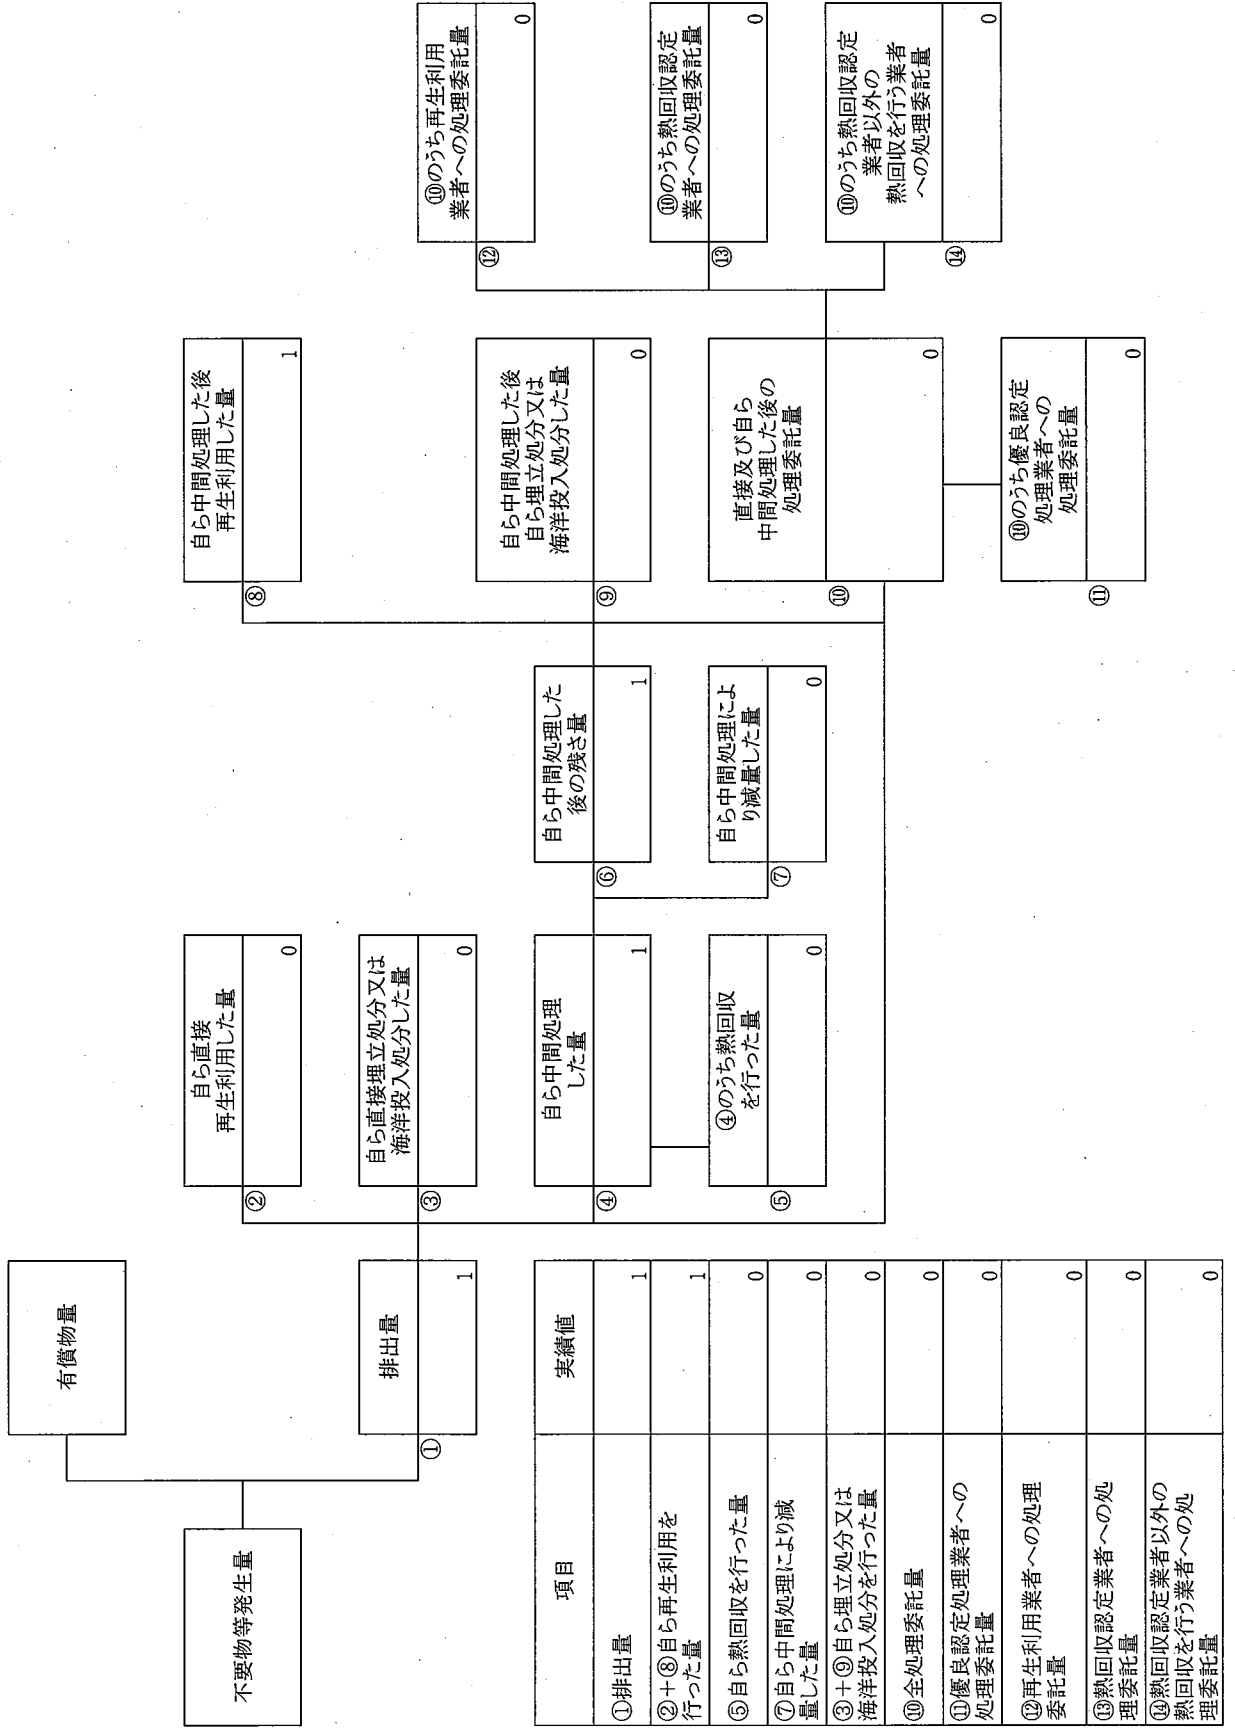 不要物等発生量
有償物量
排出量
①
1
自ら直接
再生利用した量
②
0
自ら直接埋立処分又は
海洋投入処分した量
③
0
自ら中間処理
した量
④
1
④のうち熱回収
を行った量
⑤
0
自ら中間処理した
後の残さ量
⑥
1
自ら中間処理によ
り減量した量
⑦
0
自ら中間処理した後
再生利用した量
⑧
1
自ら中間処理した後
自ら埋立処分又は
海洋投入処分した量
⑨
0
直接及び自ら
中間処理した後の
処理委託量
⑩
0
⑩のうち優良認定
処理業者への
処理委託量
⑪
0
⑩のうち再生利用
業者への処理委託量
⑫
0
⑩のうち熱回収認定
業者への処理委託量
⑬
0
⑩のうち熱回収認定
業者以外の
熱回収を行う業者
への処理委託量
⑭
0
項目 実績値
①排出量 1
②+⑧自ら再生利用を
行った量 1
⑤自ら熱回収を行った量 0
⑦自ら中間処理により減
量した量 0
③+⑨自ら埋立処分又は
海洋投入処分を行った量 0
⑩全処理委託量 0
⑪優良認定処理業者への
処理委託量 0
⑫再生利用業者への処理
委託量 0
⑬熱回収認定業者への処
理委託量 0
⑭熱回収認定業者以外の
熱回収を行う業者への処
理委託量 0